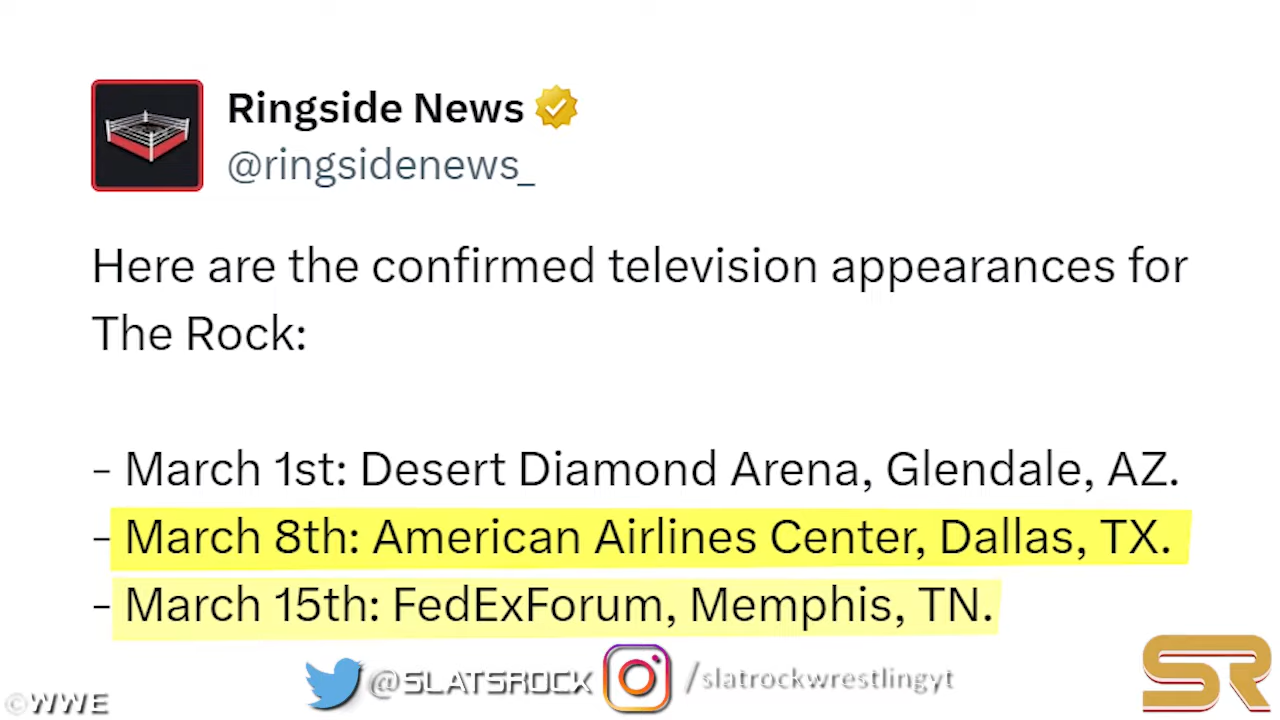 Ringside News
@ringsidenews_
Here are the confirmed television appearances for
The Rock:
- March 1st: Desert Diamond Arena, Glendale, AZ.
- March 8th: American Airlines Center, Dallas, TX.
- March 15th: FedExForum, Memphis, TN.
@SLATSROCK /slatrockwrestlingyt
©WWE
SR